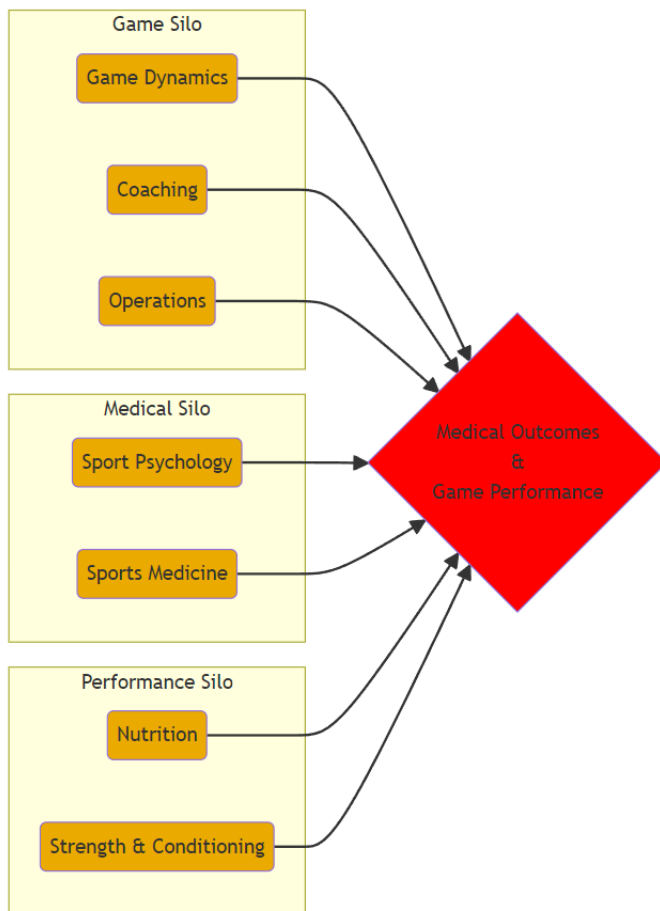 Game Silo
Game Dynamics
Coaching
Operations
Medical Silo
Sport Psychology
Sports Medicine
Performance Silo
Nutrition
Strength & Conditioning
Medical Outcomes
&
Game Performance